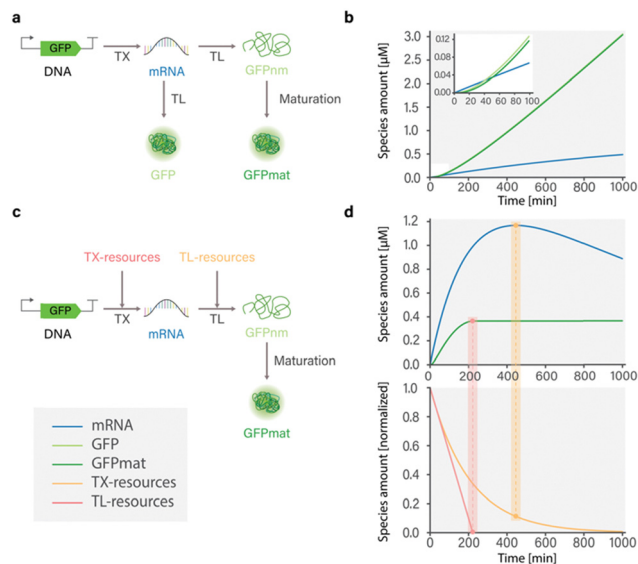 a
GFP
DNA
TX
mRNA
TL
GFPnm
TL
Maturation
GFP
GFPmat
b
Species amount [µM]
3.0
2.5
2.0
1.5
1.0
0.5
0.0
0.12
0.08
0.04
0.00
0 20 40 60 80 100
0 200 400 600 800 1000
Time [min]
c
TX-resources
TL-resources
GFP
DNA
TX
mRNA
TL
GFPnm
Maturation
GFPmat
mRNA
GFP
GFPmat
TX-resources
TL-resources
d
Species amount [µM]
1.2
1.0
0.8
0.6
0.4
0.2
0.0
0 200 400 600 800 1000
Species amount [normalized]
1.0
0.8
0.6
0.4
0.2
0.0
0 200 400 600 800 1000
Time [min]